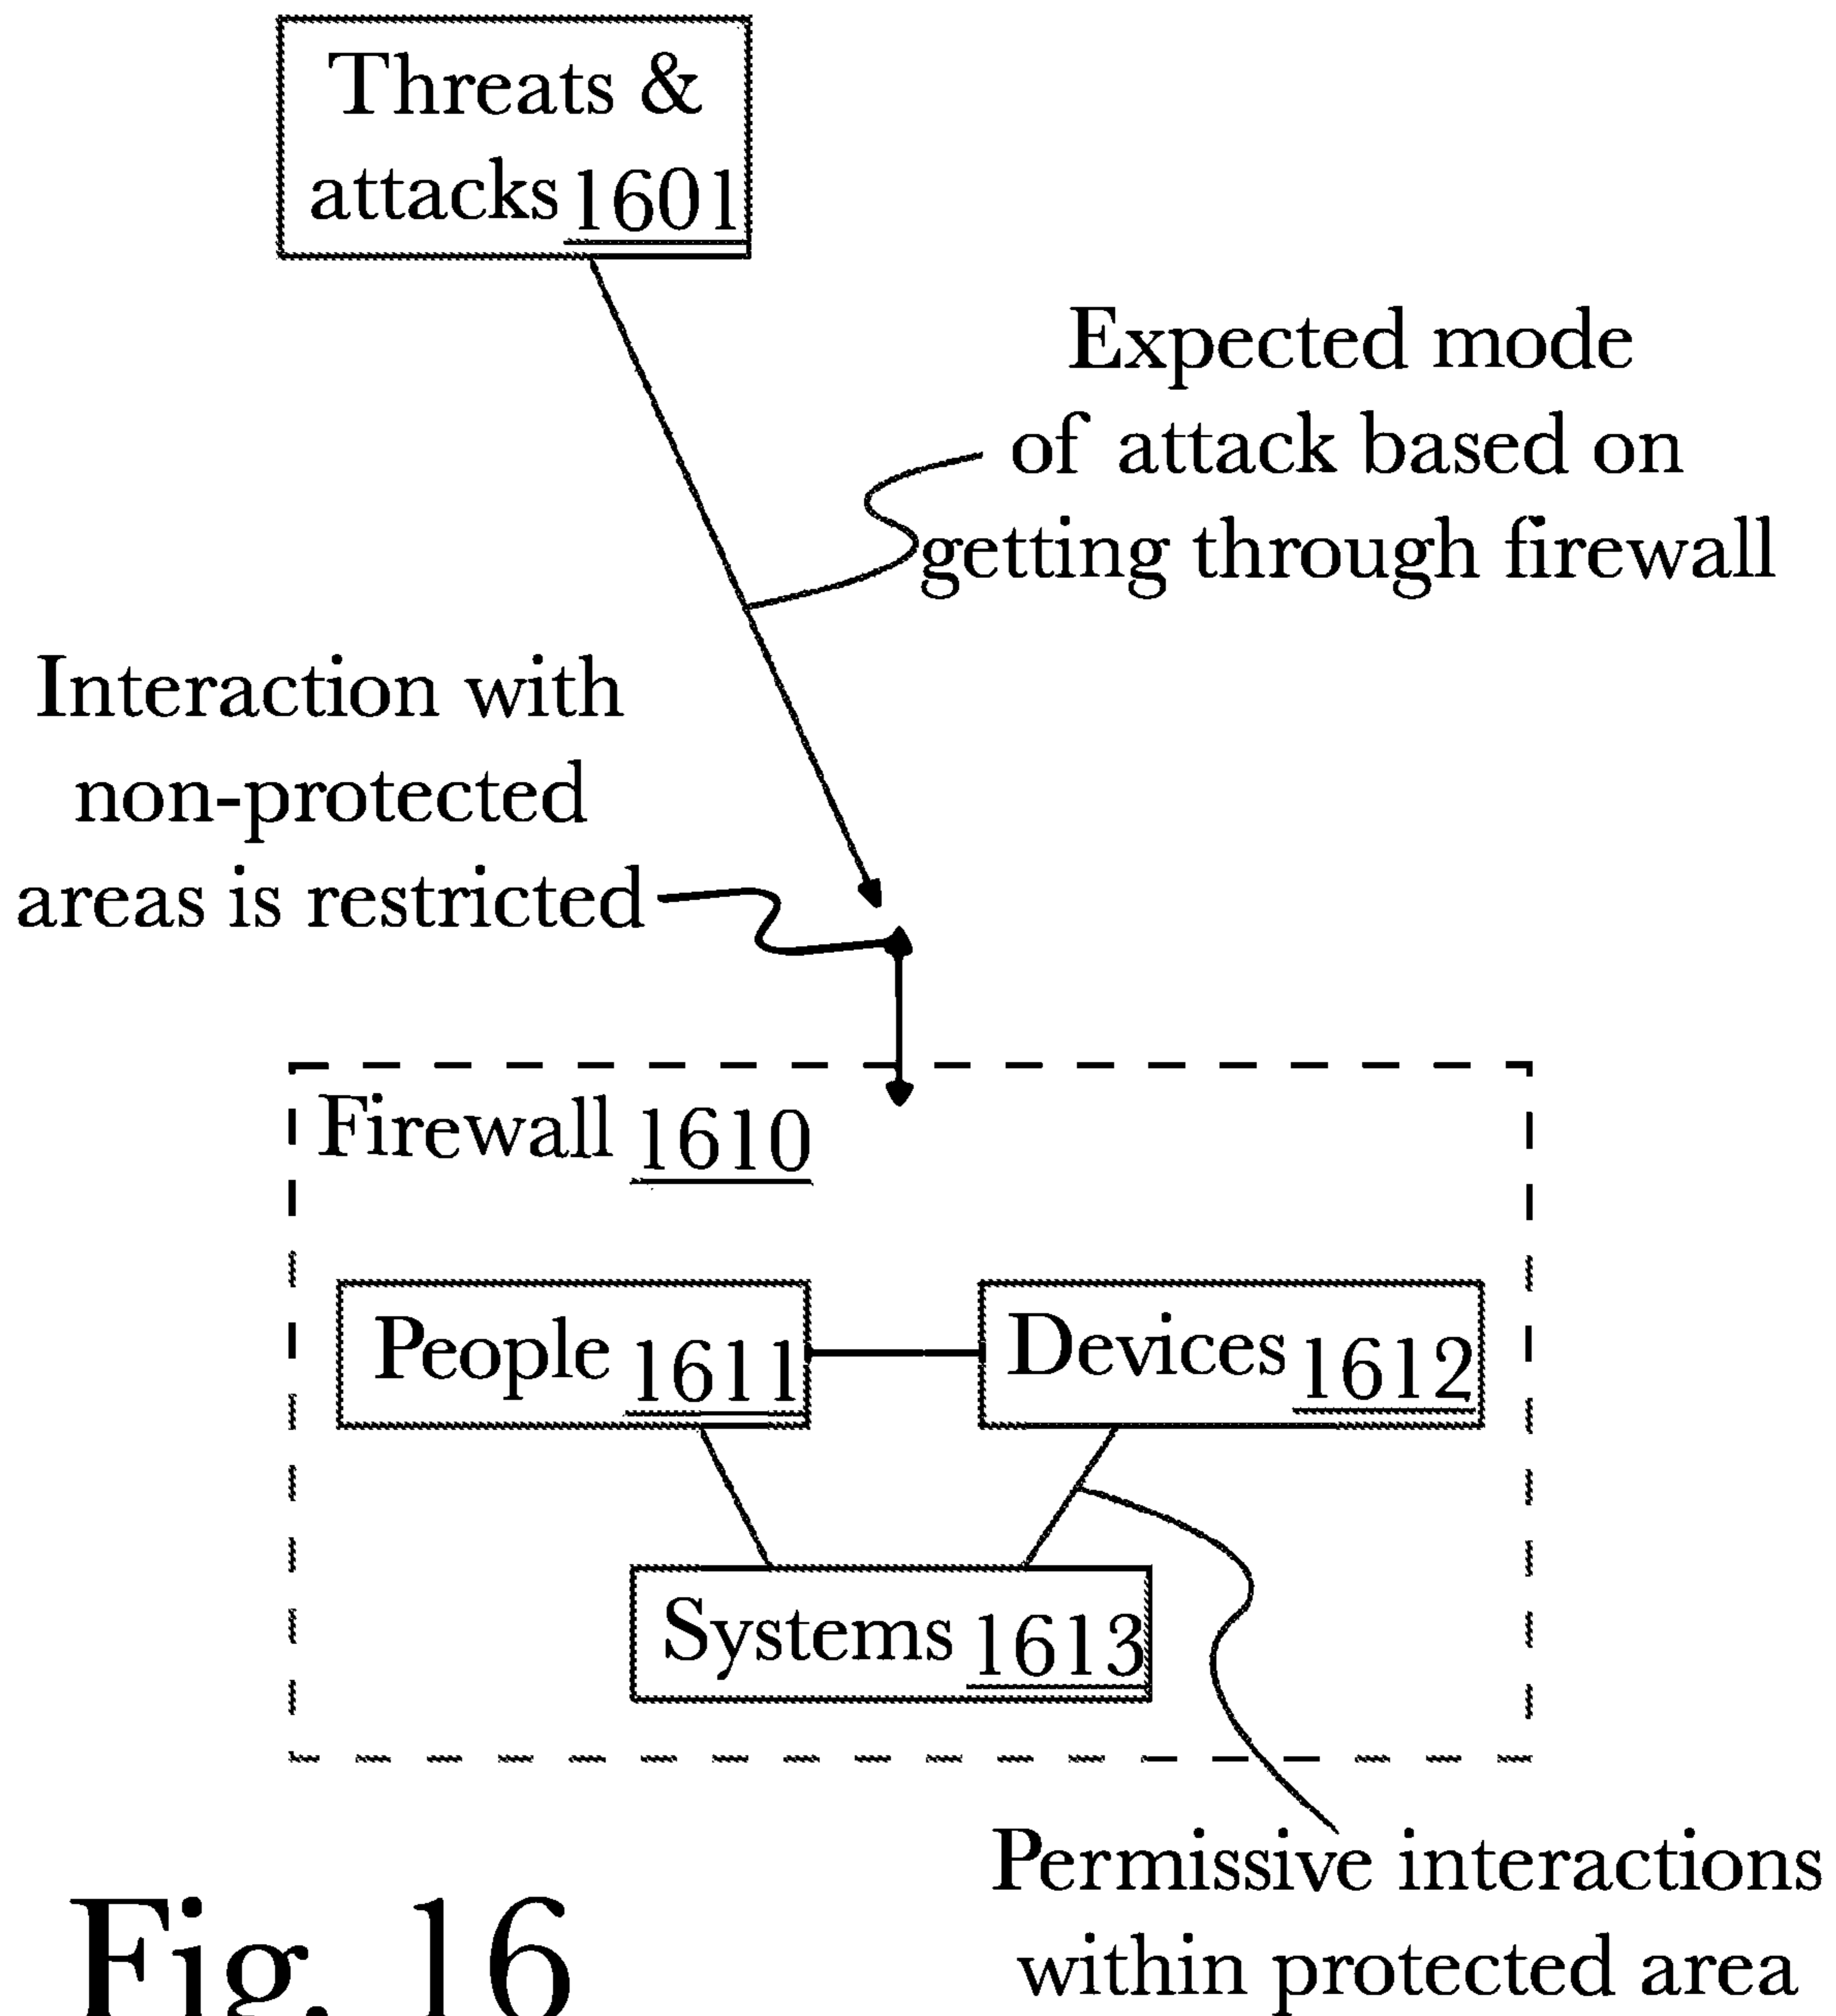 Threats &
attacks 1601
Expected mode
of attack based on
getting through firewall
Interaction with
non-protected
areas is restricted
Firewall 1610
People 1611
Devices 1612
Systems 1613
Permissive interactions
within protected area
Fig. 16